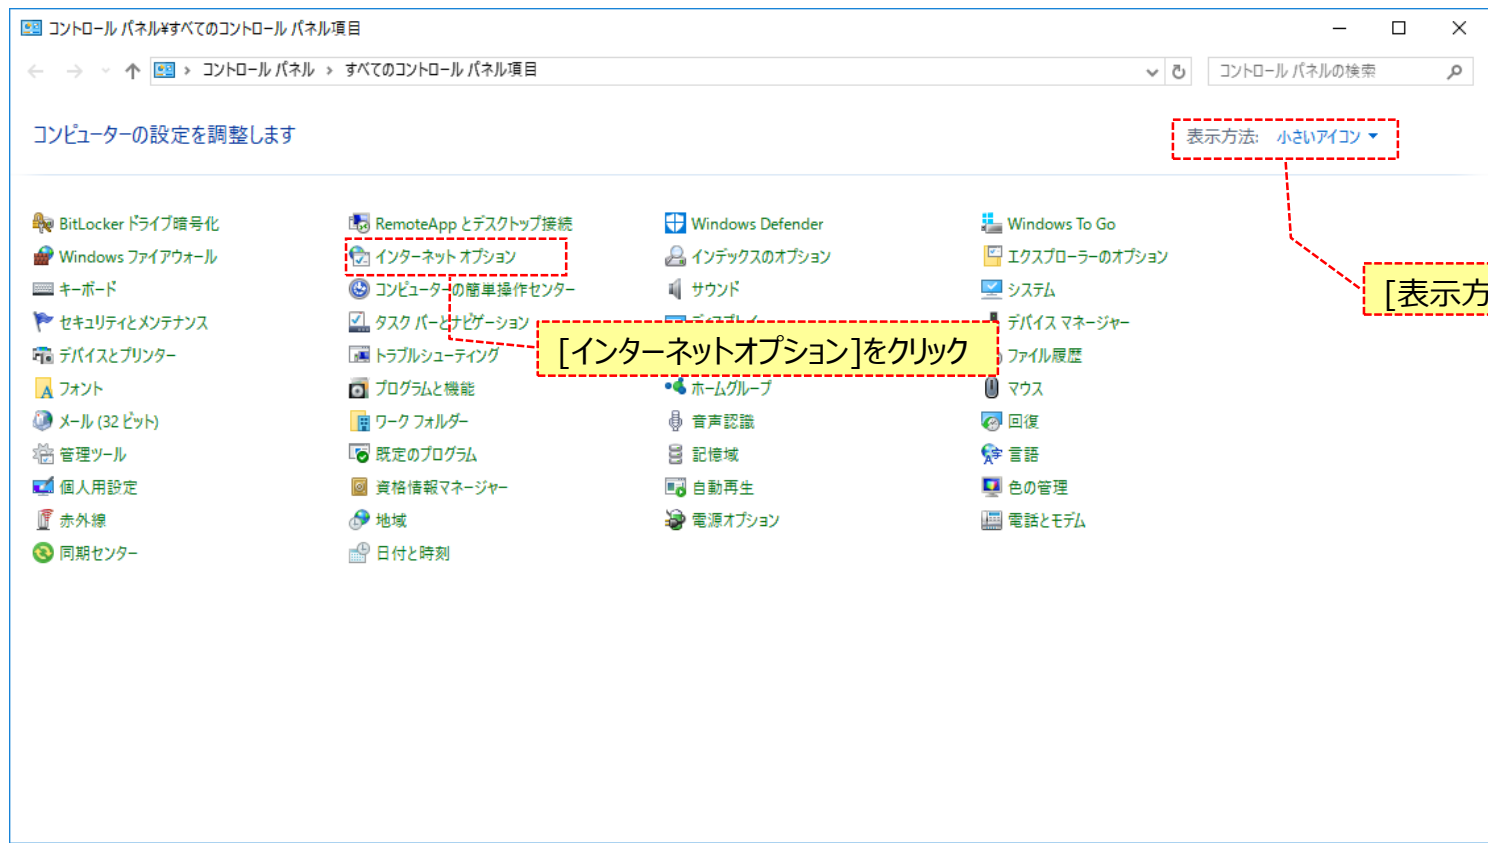 コントロール パネル¥すべてのコントロール パネル項目
コントロール パネル › すべてのコントロール パネル項目
コントロール パネルの検索
コンピューターの設定を調整します
表示方法: 小さいアイコン
BitLocker ドライブ暗号化
RemoteApp とデスクトップ接続
Windows Defender
Windows To Go
Windows ファイアウォール
インターネット オプション
インデックスのオプション
エクスプローラーのオプション
キーボード
コンピューターの簡単操作センター
サウンド
システム
[表示方
セキュリティとメンテナンス
タスク バーとナビゲーション
デバイス マネージャー
デバイスとプリンター
トラブルシューティング
[インターネットオプション]をクリック
ファイル履歴
フォント
プログラムと機能
ホームグループ
マウス
メール (32 ビット)
ワーク フォルダー
音声認識
回復
管理ツール
既定のプログラム
記憶域
言語
個人用設定
資格情報マネージャー
自動再生
色の管理
赤外線
地域
電源オプション
電話とモデム
同期センター
日付と時刻